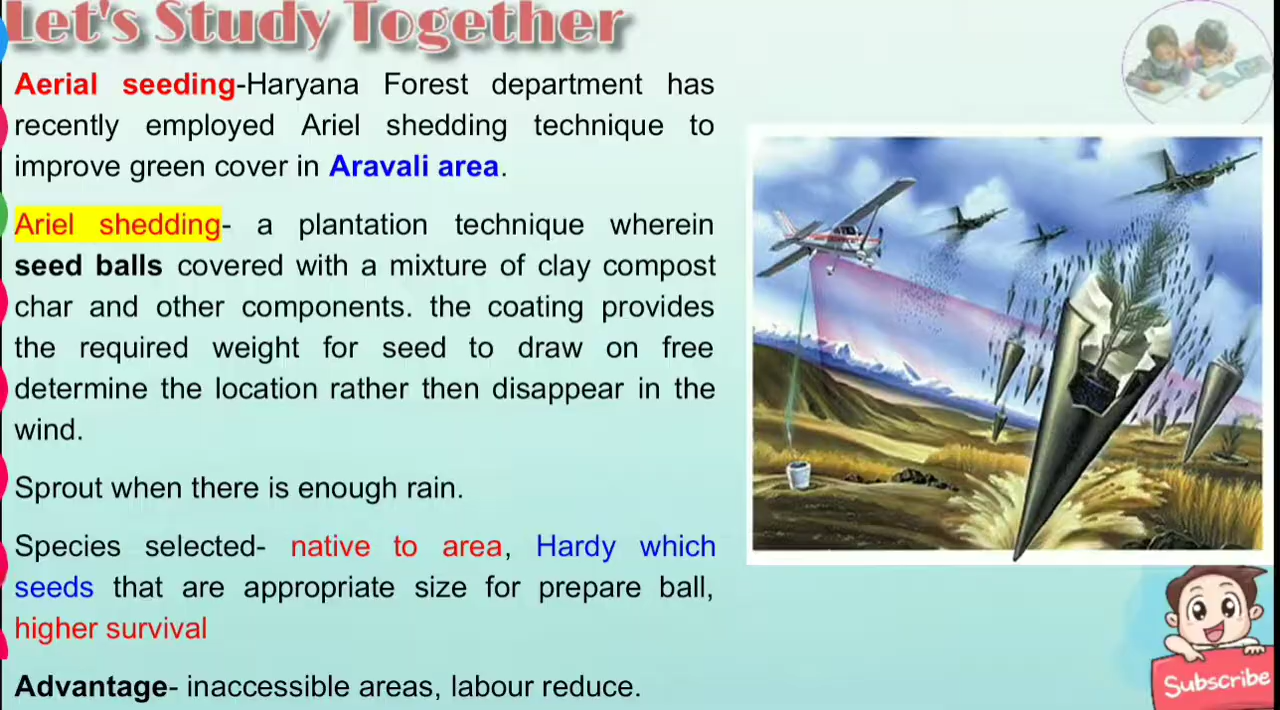 Let's Study Together
Aerial seeding-Haryana Forest department has
recently employed Ariel shedding technique to
improve green cover in Aravali area.
Ariel shedding- a plantation technique wherein
seed balls covered with a mixture of clay compost
char and other components. the coating provides
the required weight for seed to draw on free
determine the location rather then disappear in the
wind.
Sprout when there is enough rain.
Species selected- native to area, Hardy which
seeds that are appropriate size for prepare ball,
higher survival
Advantage- inaccessible areas, labour reduce.
Subscribe